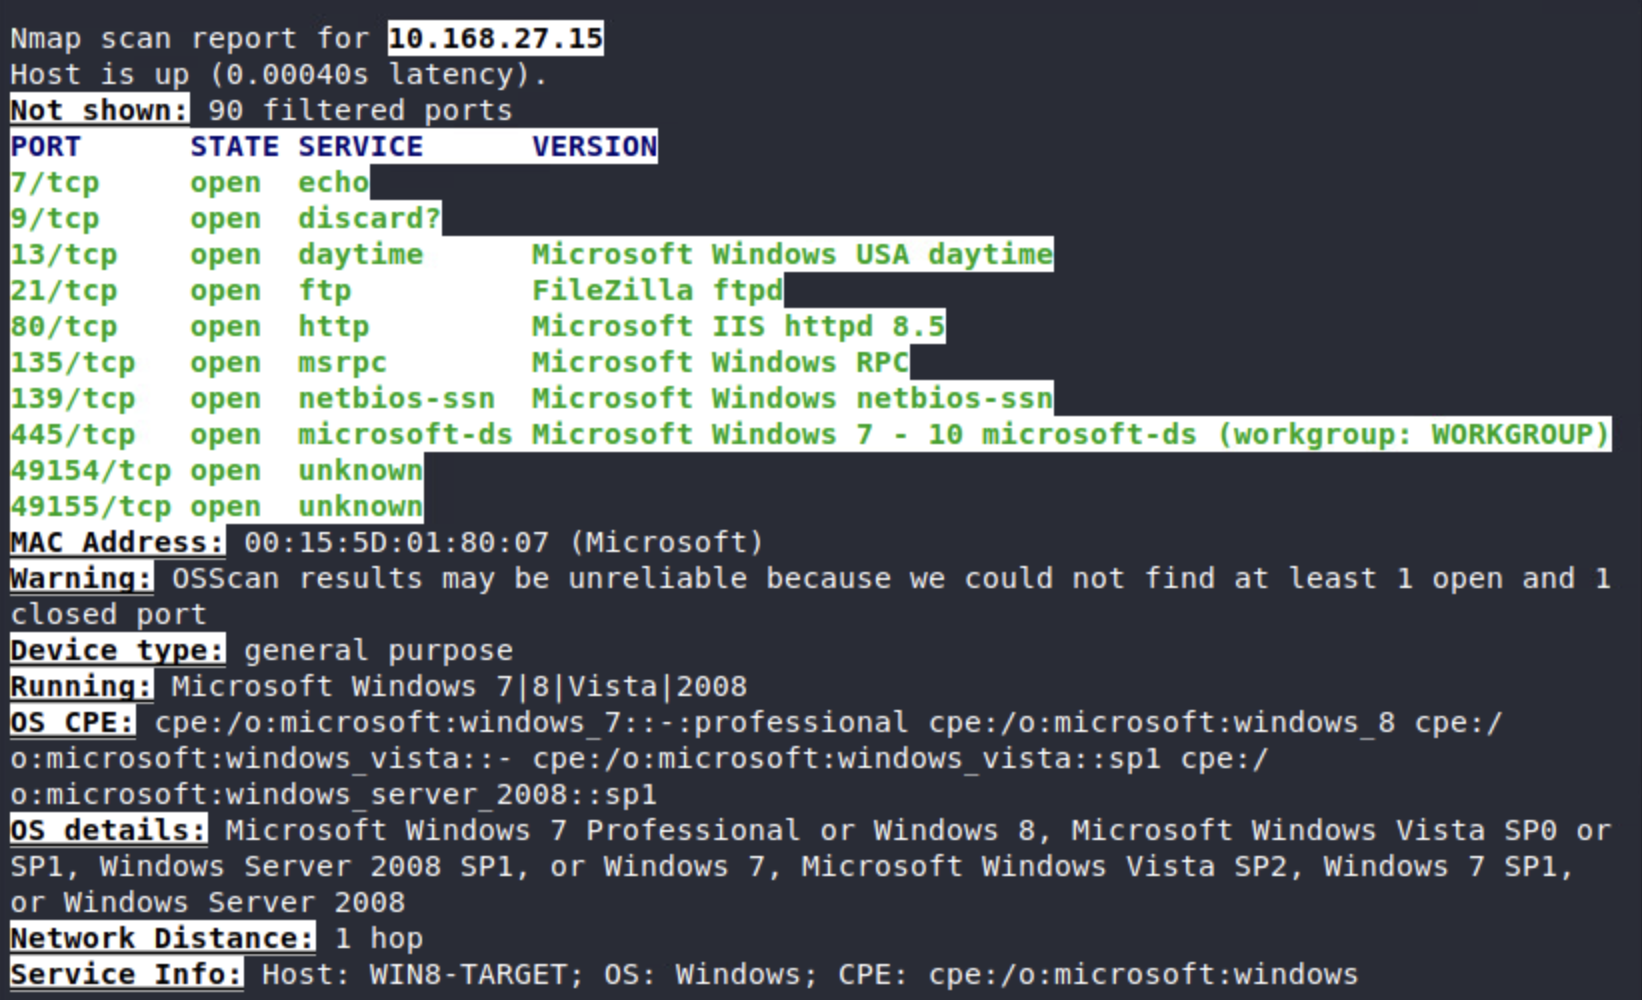 Nmap scan report for 10.168.27.15
Host is up (0.00040s latency).
Not shown: 90 filtered ports
PORT      STATE SERVICE      VERSION
7/tcp     open  echo
9/tcp     open  discard?
13/tcp    open  daytime      Microsoft Windows USA daytime
21/tcp    open  ftp          FileZilla ftpd
80/tcp    open  http         Microsoft IIS httpd 8.5
135/tcp   open  msrpc        Microsoft Windows RPC
139/tcp   open  netbios-ssn  Microsoft Windows netbios-ssn
445/tcp   open  microsoft-ds Microsoft Windows 7 - 10 microsoft-ds (workgroup: WORKGROUP)
49154/tcp open  unknown
49155/tcp open  unknown
MAC Address: 00:15:5D:01:80:07 (Microsoft)
Warning: OSScan results may be unreliable because we could not find at least 1 open and 1
closed port
Device type: general purpose
Running: Microsoft Windows 7|8|Vista|2008
OS CPE: cpe:/o:microsoft:windows_7::-:professional cpe:/o:microsoft:windows_8 cpe:/
o:microsoft:windows_vista::- cpe:/o:microsoft:windows_vista::sp1 cpe:/
o:microsoft:windows_server_2008::sp1
OS details: Microsoft Windows 7 Professional or Windows 8, Microsoft Windows Vista SP0 or
SP1, Windows Server 2008 SP1, or Windows 7, Microsoft Windows Vista SP2, Windows 7 SP1,
or Windows Server 2008
Network Distance: 1 hop
Service Info: Host: WIN8-TARGET; OS: Windows; CPE: cpe:/o:microsoft:windows